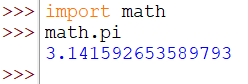 >>> import math
>>> math.pi
3.141592653589793
>>>